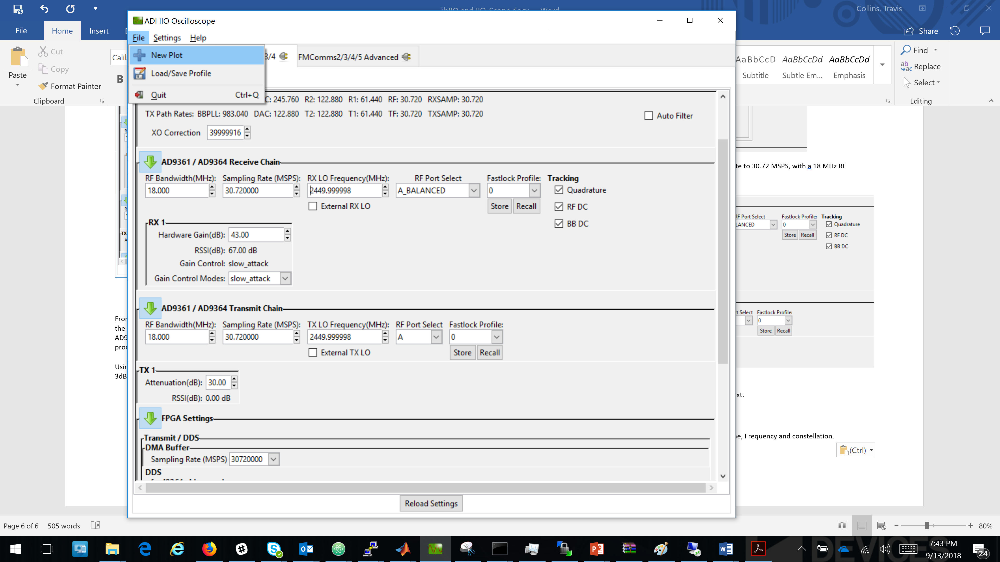 libIIO and IIO-Scope.docx - Word
Collins, Travis
File
Home
Insert
Share
Paste
Cut
Copy
Format Painter
Clipboard
Calib
B
AaBbCcD
AaBbCcDd
AaBbCcDd
Subtitle
Subtle Em...
Emphasis
Find
Replace
Select
Editing
ADI IIO Oscilloscope
File Settings Help
New Plot
Load/Save Profile
Quit Ctrl+Q
3/4
FMComms2/3/4/5 Advanced
C: 245.760 R2: 122.880 R1: 61.440 RF: 30.720 RXSAMP: 30.720
TX Path Rates: BBPLL: 983.040 DAC: 122.880 T2: 122.880 T1: 61.440 TF: 30.720 TXSAMP: 30.720
Auto Filter
XO Correction 39999916
AD9361 / AD9364 Receive Chain
RF Bandwidth(MHz): Sampling Rate (MSPS): RX LO Frequency(MHz): RF Port Select Fastlock Profile: Tracking
18.000 30.720000 2449.999998 A_BALANCED 0 Quadrature
External RX LO Store Recall RF DC
BB DC
RX 1
Hardware Gain(dB): 43.00
RSSI(dB): 67.00 dB
Gain Control: slow_attack
Gain Control Modes: slow_attack
AD9361 / AD9364 Transmit Chain
RF Bandwidth(MHz): Sampling Rate (MSPS): TX LO Frequency(MHz): RF Port Select Fastlock Profile:
18.000 30.720000 2449.999998 A 0
External TX LO Store Recall
TX 1
Attenuation(dB): 30.00
RSSI(dB): 0.00 dB
FPGA Settings
Transmit / DDS
DMA Buffer
Sampling Rate (MSPS) 30720000
DDS
Reload Settings
From
the
AD9
Usin
3dB
te to 30.72 MSPS, with a 18 MHz RF
RF Port Select Fastlock Profile: Tracking
LANCED 0 Quadrature
Store Recall RF DC
BB DC
t Select Fastlock Profile:
0
Store Recall
xt.
e, Frequency and constellation.
(Ctrl)
Page 6 of 6 505 words
80%
DEVICES
7:43 PM
9/13/2018
24